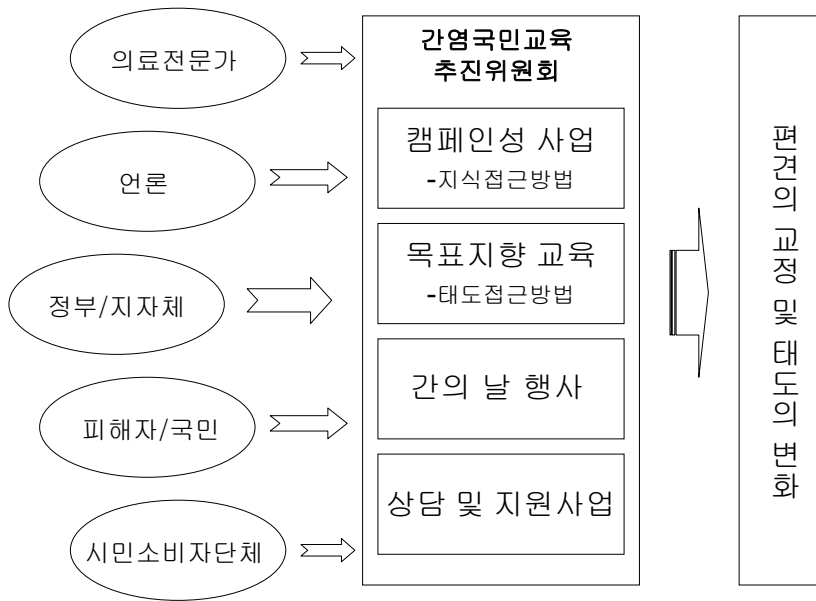 의료전문가
언론
정부/지자체
피해자/국민
시민소비자단체
간염국민교육
추진위원회
캠페인성 사업
-지식접근방법
목표지향 교육
-태도접근방법
간의 날 행사
상담 및 지원사업
편견의 교정 및 태도의 변화